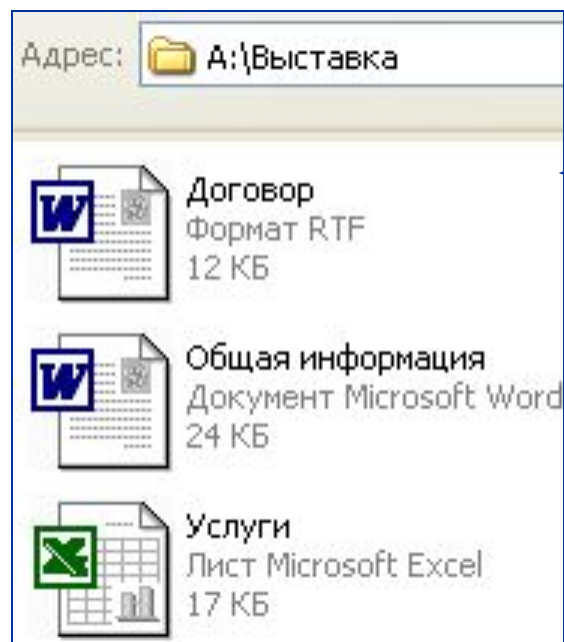 Адрес: А:\Выставка
Договор
Формат RTF
12 КБ
Общая информация
Документ Microsoft Word
24 КБ
Услуги
Лист Microsoft Excel
17 КБ